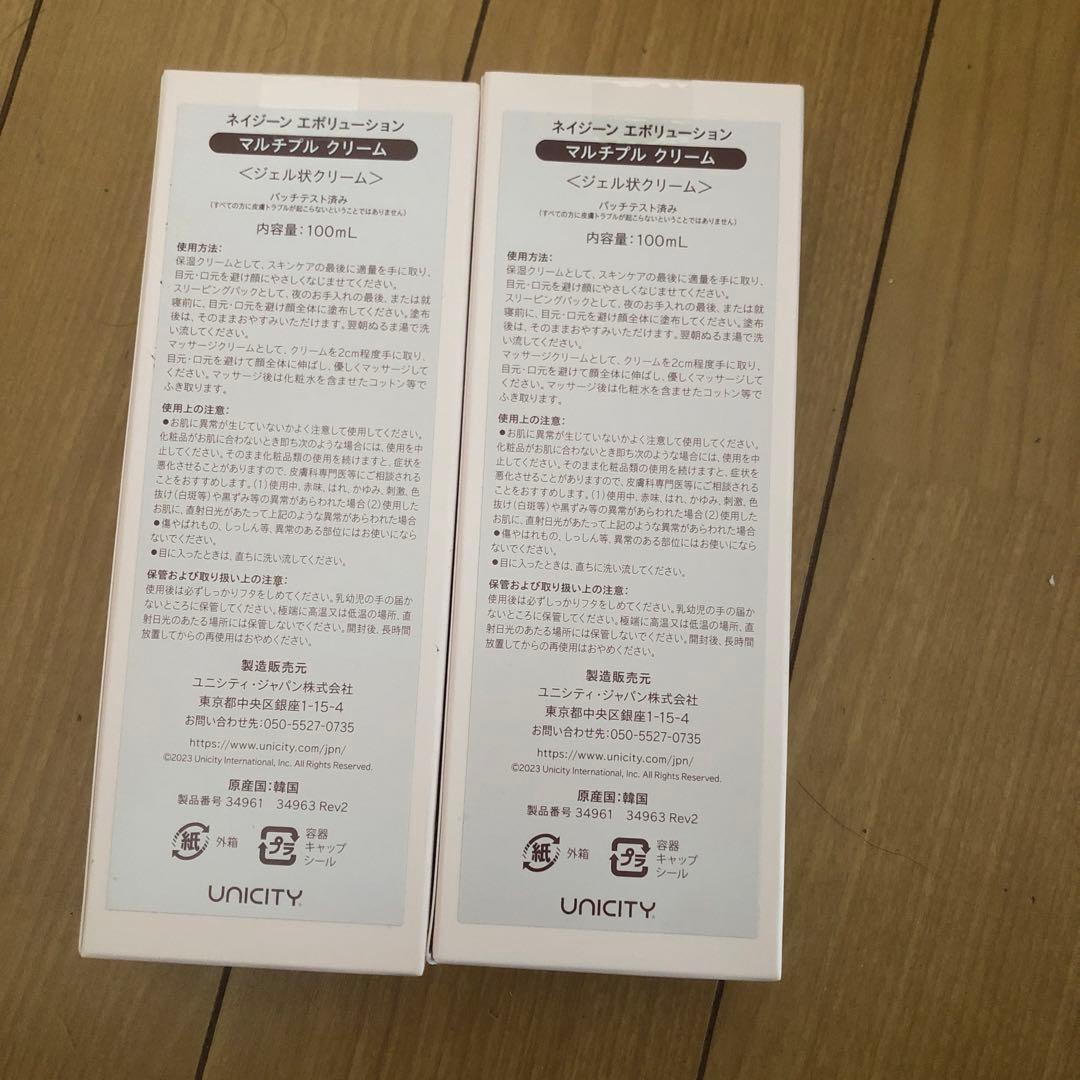 ネイジーン エボリューション
マルチプル クリーム
＜ジェル状クリーム＞
パッチテスト済み
(すべての方に皮膚トラブルが起こらないということではありません)
内容量：100mL
使用方法：
保湿クリームとして、スキンケアの最後に適量を手に取り、
目元・口元を避け顔にやさしくなじませてください。
スリーピングパックとして、夜のお手入れの最後、または就
寝前に、目元・口元を避け顔全体に塗布してください。塗布
後は、そのままおやすみいただけます。翌朝ぬるま湯で洗
い流してください。
マッサージクリームとして、クリームを2cm程度手に取り、
目元・口元を避けて顔全体に伸ばし、優しくマッサージして
ください。マッサージ後は化粧水を含ませたコットン等で
ふき取ります。
使用上の注意：
●お肌に異常が生じていないかよく注意して使用してください。
化粧品がお肌に合わないとき即ち次のような場合には、使用を中
止してください。そのまま化粧品類の使用を続けますと、症状を
悪化させることがありますので、皮膚科専門医等にご相談される
ことをおすすめします。(1)使用中、赤味、はれ、かゆみ、刺激、色
抜け(白斑等)や黒ずみ等の異常があらわれた場合(2)使用した
お肌に、直射日光があたって上記のような異常があらわれた場合
●傷やはれもの、しっしん等、異常のある部位にはお使いになら
ないでください。
●目に入ったときは、直ちに洗い流してください。
保管および取り扱い上の注意：
使用後は必ずしっかりフタをしめてください。乳幼児の手の届か
ないところに保管してください。極端に高温又は低温の場所、直
射日光のあたる場所には保管しないでください。開封後、長時間
放置してからの再使用はおやめください。
製造販売元
ユニシティ・ジャパン株式会社
東京都中央区銀座1-15-4
お問い合わせ先：050-5527-0735
https://www.unicity.com/jpn/
©2023 Unicity International, Inc. All Rights Reserved.
原産国：韓国
製品番号 34961 34963 Rev2
紙 外箱
プラ 容器
キャップ
シール
UNICITY
ネイジーン エボリューション
マルチプル クリーム
＜ジェル状クリーム＞
パッチテスト済み
(すべての方に皮膚トラブルが起こらないということではありません)
内容量：100mL
使用方法：
保湿クリームとして、スキンケアの最後に適量を手に取り、
目元・口元を避け顔にやさしくなじませてください。
スリーピングパックとして、夜のお手入れの最後、または就
寝前に、目元・口元を避け顔全体に塗布してください。塗布
後は、そのままおやすみいただけます。翌朝ぬるま湯で洗
い流してください。
マッサージクリームとして、クリームを2cm程度手に取り、
目元・口元を避けて顔全体に伸ばし、優しくマッサージして
ください。マッサージ後は化粧水を含ませたコットン等で
ふき取ります。
使用上の注意：
●お肌に異常が生じていないかよく注意して使用してください。
化粧品がお肌に合わないとき即ち次のような場合には、使用を中
止してください。そのまま化粧品類の使用を続けますと、症状を
悪化させることがありますので、皮膚科専門医等にご相談される
ことをおすすめします。(1)使用中、赤味、はれ、かゆみ、刺激、色
抜け(白斑等)や黒ずみ等の異常があらわれた場合(2)使用した
お肌に、直射日光があたって上記のような異常があらわれた場合
●傷やはれもの、しっしん等、異常のある部位にはお使いになら
ないでください。
●目に入ったときは、直ちに洗い流してください。
保管および取り扱い上の注意：
使用後は必ずしっかりフタをしめてください。乳幼児の手の届か
ないところに保管してください。極端に高温又は低温の場所、直
射日光のあたる場所には保管しないでください。開封後、長時間
放置してからの再使用はおやめください。
製造販売元
ユニシティ・ジャパン株式会社
東京都中央区銀座1-15-4
お問い合わせ先：050-5527-0735
https://www.unicity.com/jpn/
©2023 Unicity International, Inc. All Rights Reserved.
原産国：韓国
製品番号 34961 34963 Rev2
紙 外箱
プラ 容器
キャップ
シール
UNICITY